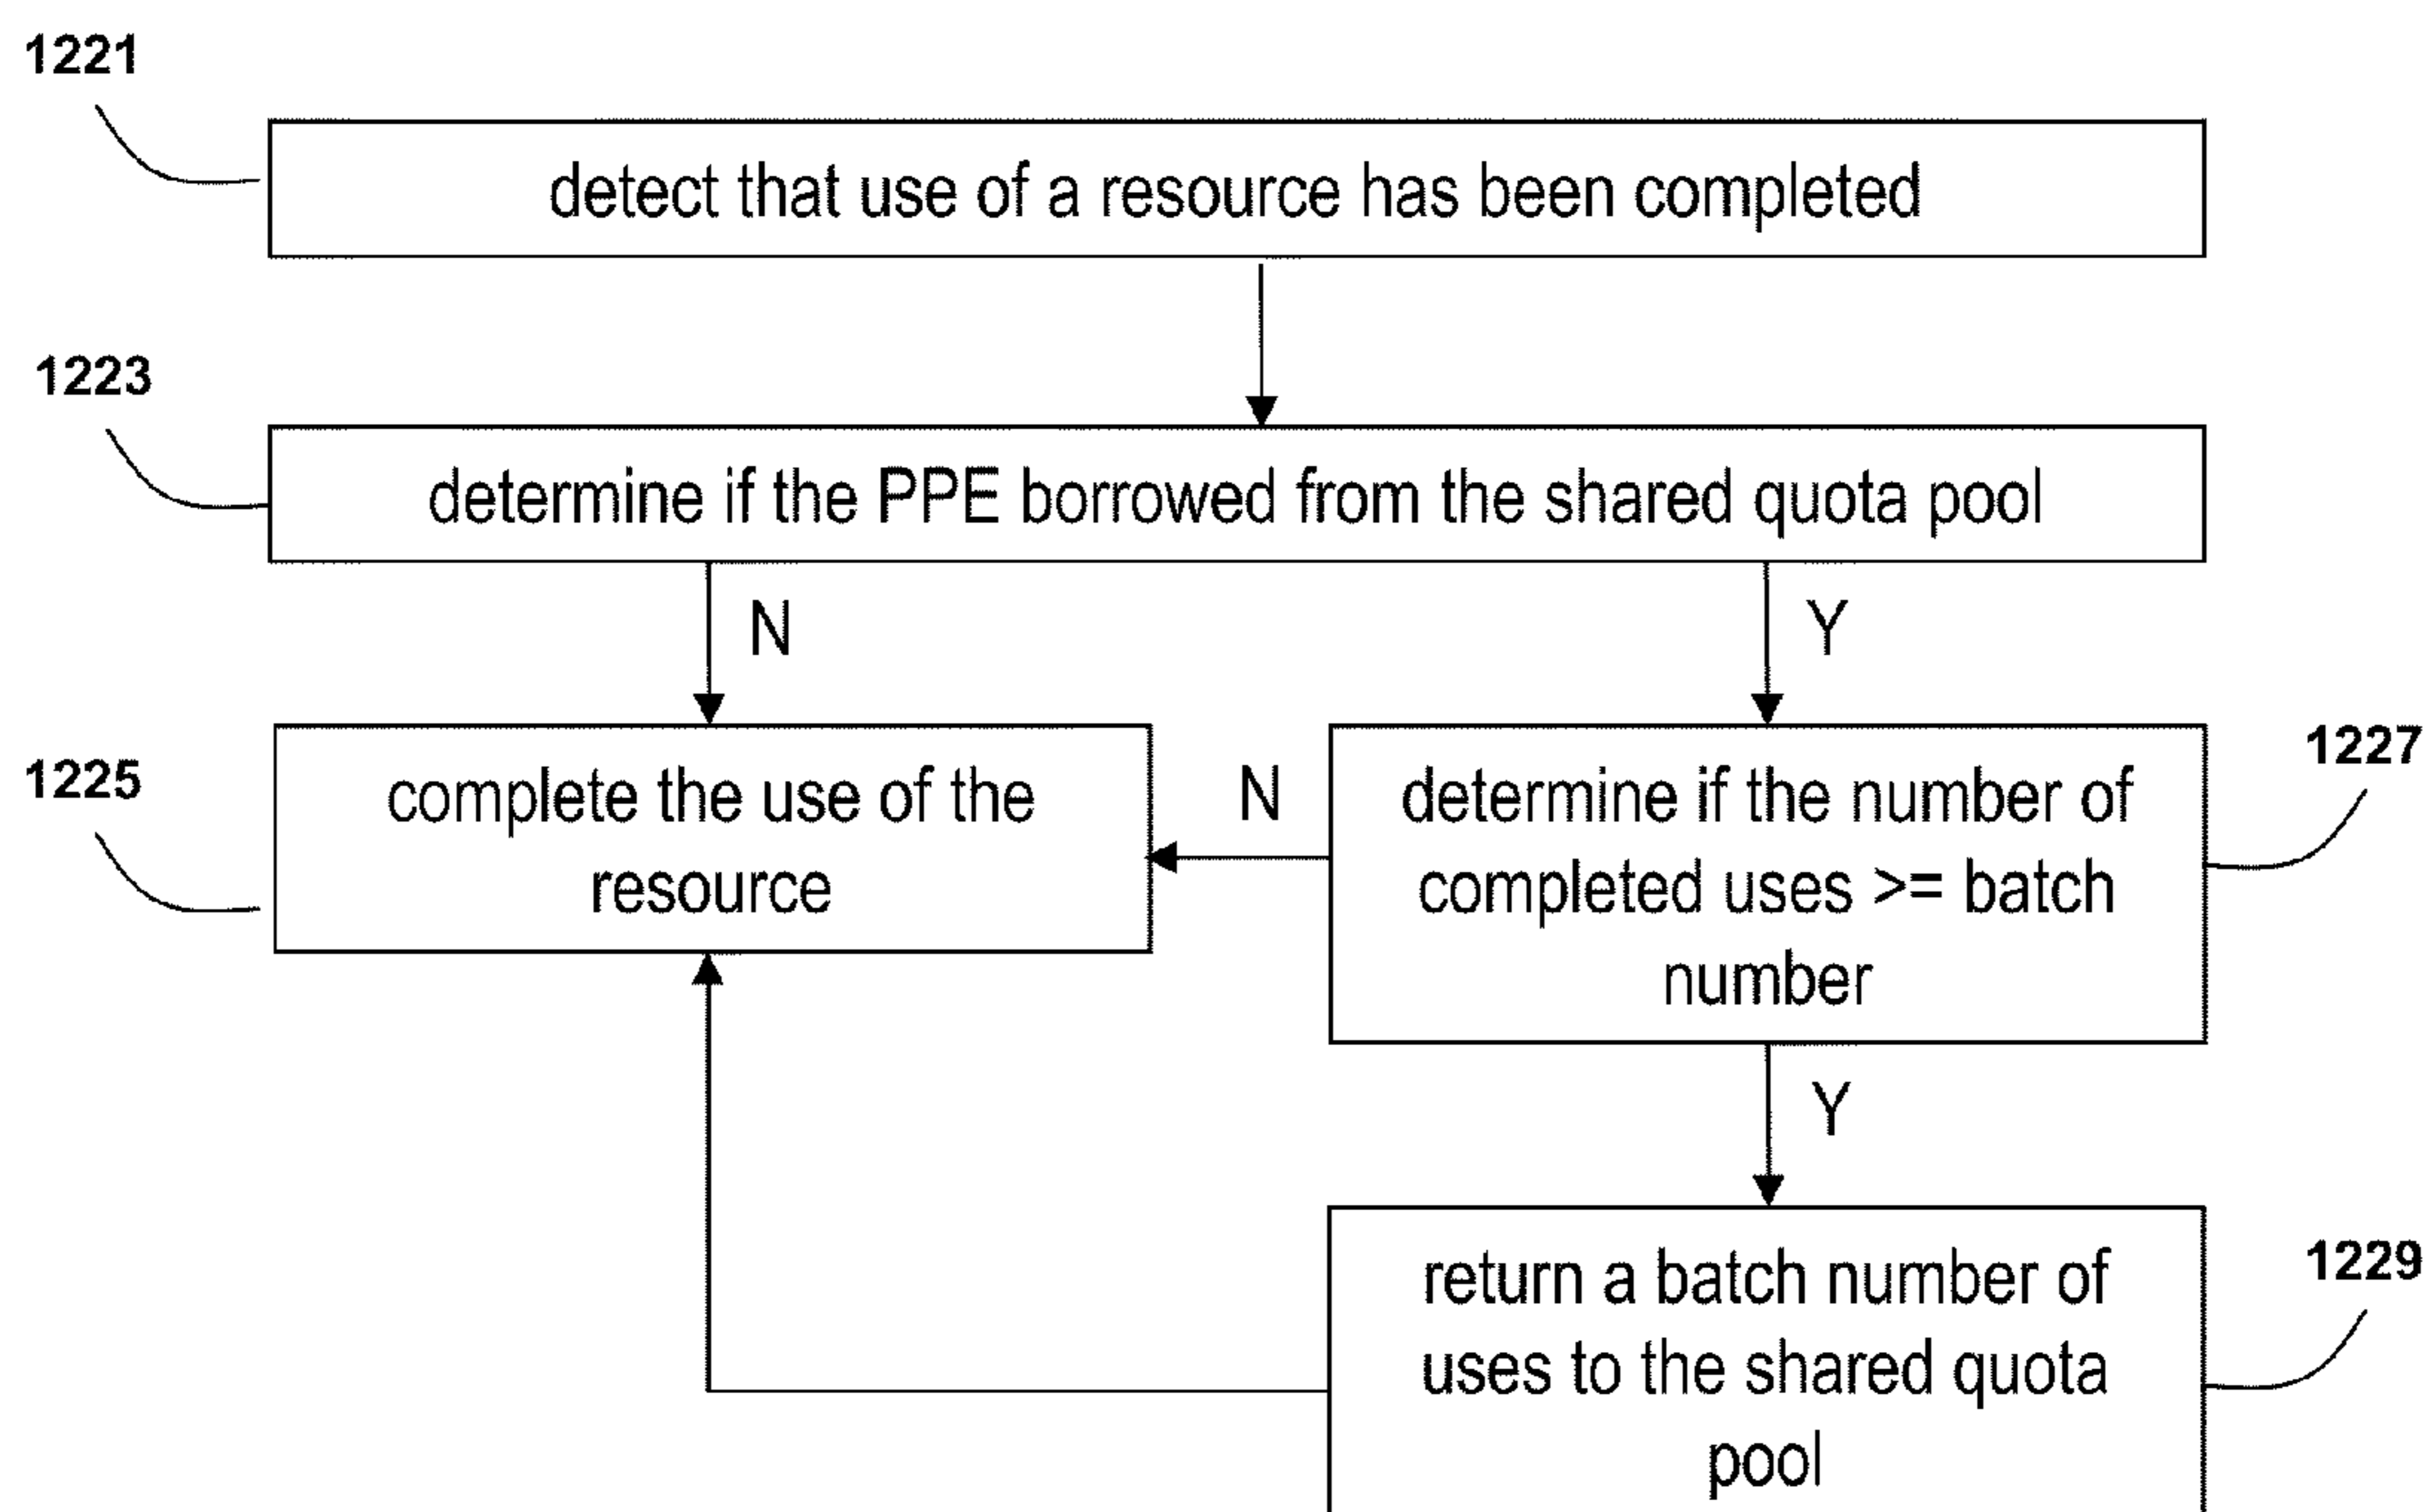 1221
detect that use of a resource has been completed
1223
determine if the PPE borrowed from the shared quota pool
N
Y
1225
complete the use of the
resource
N
determine if the number of
completed uses >= batch
number
1227
Y
return a batch number of
uses to the shared quota
pool
1229